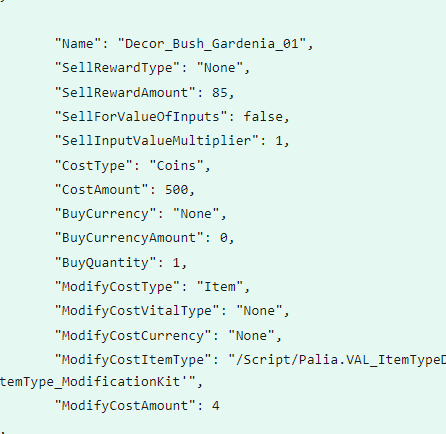 "Name": "Decor_Bush_Gardenia_01",
"SellRewardType": "None",
"SellRewardAmount": 85,
"SellForValueOfInputs": false,
"SellInputValueMultiplier": 1,
"CostType": "Coins",
"CostAmount": 500,
"BuyCurrency": "None",
"BuyCurrencyAmount": 0,
"BuyQuantity": 1,
"ModifyCostType": "Item",
"ModifyCostVitalType": "None",
"ModifyCostCurrency": "None",
"ModifyCostItemType": "/Script/Palia.VAL_ItemTypeD
temType_ModificationKit'",
"ModifyCostAmount": 4